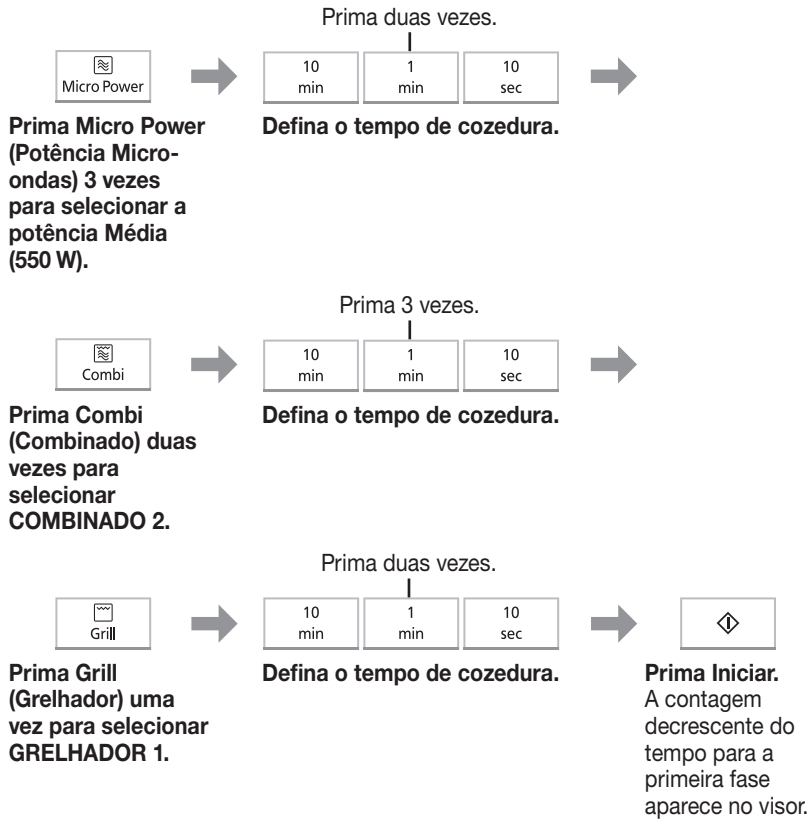 Prima duas vezes.
Micro Power
10 min
1 min
10 sec
Prima Micro Power
(Potência Micro-
ondas) 3 vezes
para selecionar a
potência Média
(550 W).
Defina o tempo de cozedura.
Prima 3 vezes.
Combi
10 min
1 min
10 sec
Prima Combi
(Combinado) duas
vezes para
selecionar
COMBINADO 2.
Defina o tempo de cozedura.
Prima duas vezes.
Grill
10 min
1 min
10 sec
Prima Grill
(Grelhador) uma
vez para selecionar
GRELHADOR 1.
Defina o tempo de cozedura.
Prima Iniciar.
A contagem
decrescente do
tempo para a
primeira fase
aparece no visor.